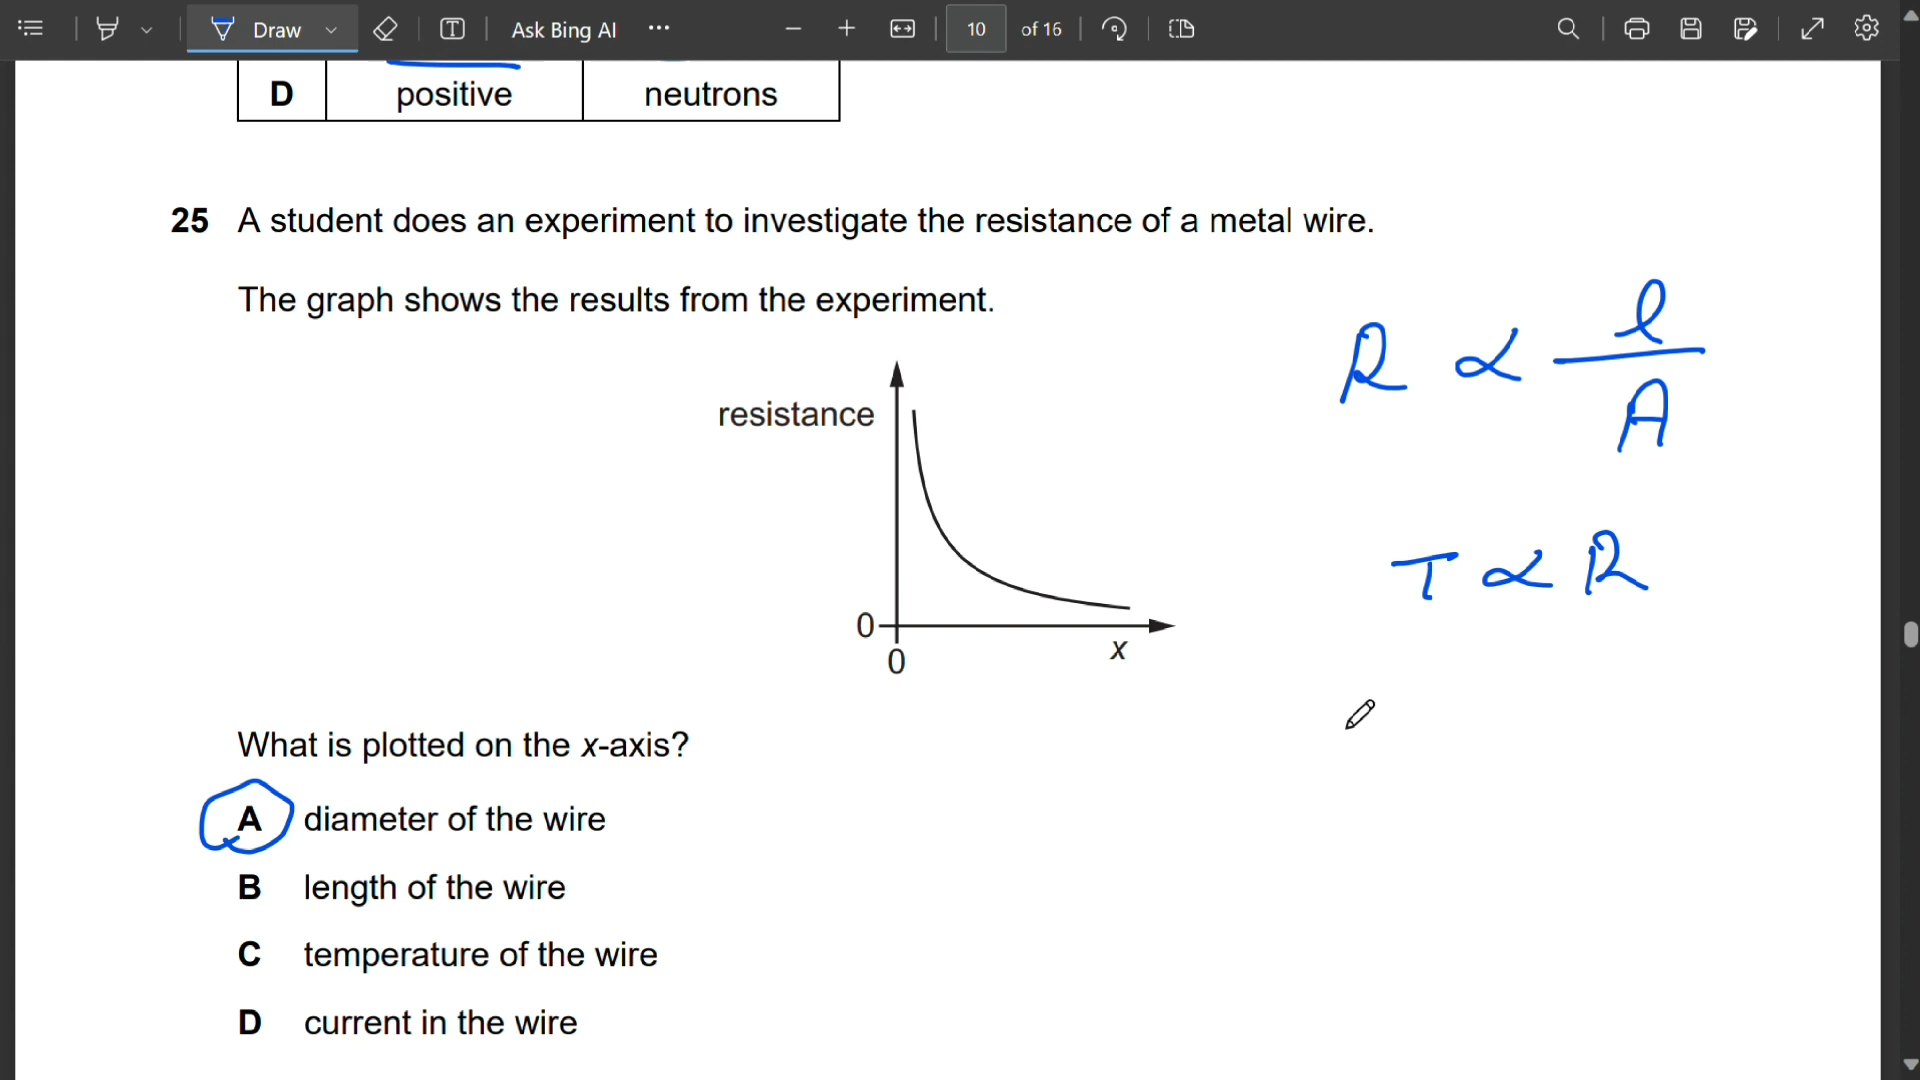 Draw
Ask Bing AI
10 of 16
D positive neutrons
25 A student does an experiment to investigate the resistance of a metal wire.
The graph shows the results from the experiment.
R ∝ l/A
resistance
T ∝ R
0
0
x
What is plotted on the x-axis?
A diameter of the wire
B length of the wire
C temperature of the wire
D current in the wire